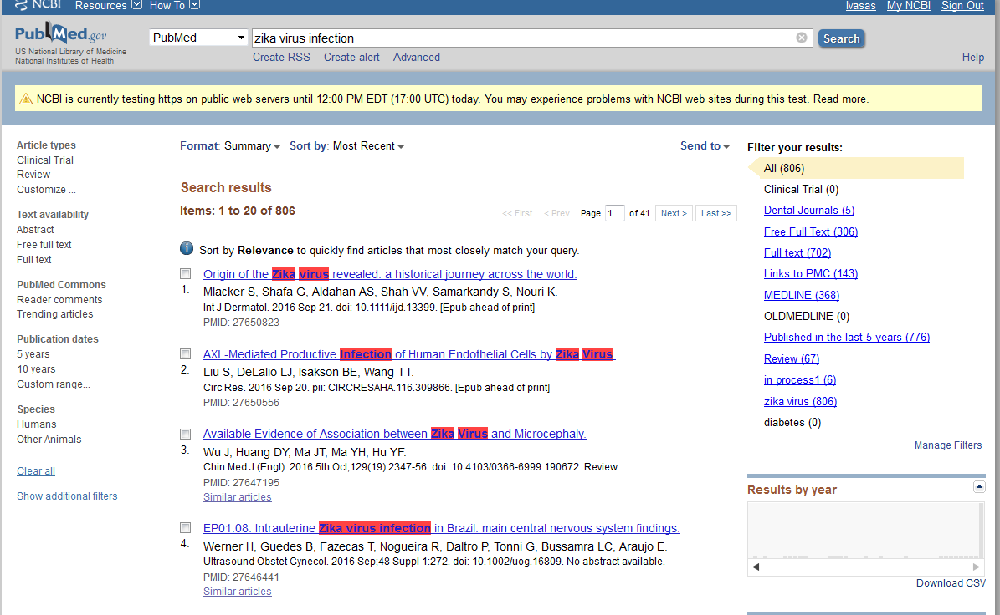 NCBI Resources How To lvasas My NCBI Sign Out
PubMed.gov
US National Library of Medicine
National Institutes of Health
PubMed zika virus infection Search
Create RSS Create alert Advanced Help
NCBI is currently testing https on public web servers until 12:00 PM EDT (17:00 UTC) today. You may experience problems with NCBI web sites during this test. Read more.
Article types
Clinical Trial
Review
Customize ...
Text availability
Abstract
Free full text
Full text
PubMed Commons
Reader comments
Trending articles
Publication dates
5 years
10 years
Custom range...
Species
Humans
Other Animals
Clear all
Show additional filters
Format: Summary Sort by: Most Recent Send to
Search results
Items: 1 to 20 of 806
<< First < Prev Page 1 of 41 Next > Last >>
Sort by Relevance to quickly find articles that most closely match your query.
Origin of the Zika virus revealed: a historical journey across the world.
1. Mlacker S, Shafa G, Aldahan AS, Shah VV, Samarkandy S, Nouri K.
Int J Dermatol. 2016 Sep 21. doi: 10.1111/ijd.13399. [Epub ahead of print]
PMID: 27650823
AXL-Mediated Productive Infection of Human Endothelial Cells by Zika Virus.
2. Liu S, DeLalio LJ, Isakson BE, Wang TT.
Circ Res. 2016 Sep 20. pii: CIRCRESAHA.116.309866. [Epub ahead of print]
PMID: 27650556
Available Evidence of Association between Zika Virus and Microcephaly.
3. Wu J, Huang DY, Ma JT, Ma YH, Hu YF.
Chin Med J (Engl). 2016 5th Oct;129(19):2347-56. doi: 10.4103/0366-6999.190672. Review.
PMID: 27647195
Similar articles
EP01.08: Intrauterine Zika virus infection in Brazil: main central nervous system findings.
4. Werner H, Guedes B, Fazecas T, Nogueira R, Daltro P, Tonni G, Bussamra LC, Araujo E.
Ultrasound Obstet Gynecol. 2016 Sep;48 Suppl 1:272. doi: 10.1002/uog.16809. No abstract available.
PMID: 27646441
Similar articles
Filter your results:
All (806)
Clinical Trial (0)
Dental Journals (5)
Free Full Text (306)
Full text (702)
Links to PMC (143)
MEDLINE (368)
OLDMEDLINE (0)
Published in the last 5 years (776)
Review (67)
in process1 (6)
zika virus (806)
diabetes (0)
Manage Filters
Results by year
Download CSV